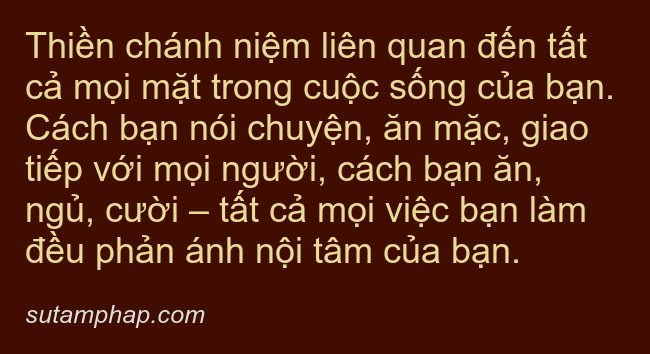 Thiền chánh niệm liên quan đến tất
cả mọi mặt trong cuộc sống của bạn.
Cách bạn nói chuyện, ăn mặc, giao
tiếp với mọi người, cách bạn ăn,
ngủ, cười – tất cả mọi việc bạn làm
đều phản ánh nội tâm của bạn.
sutamphap.com